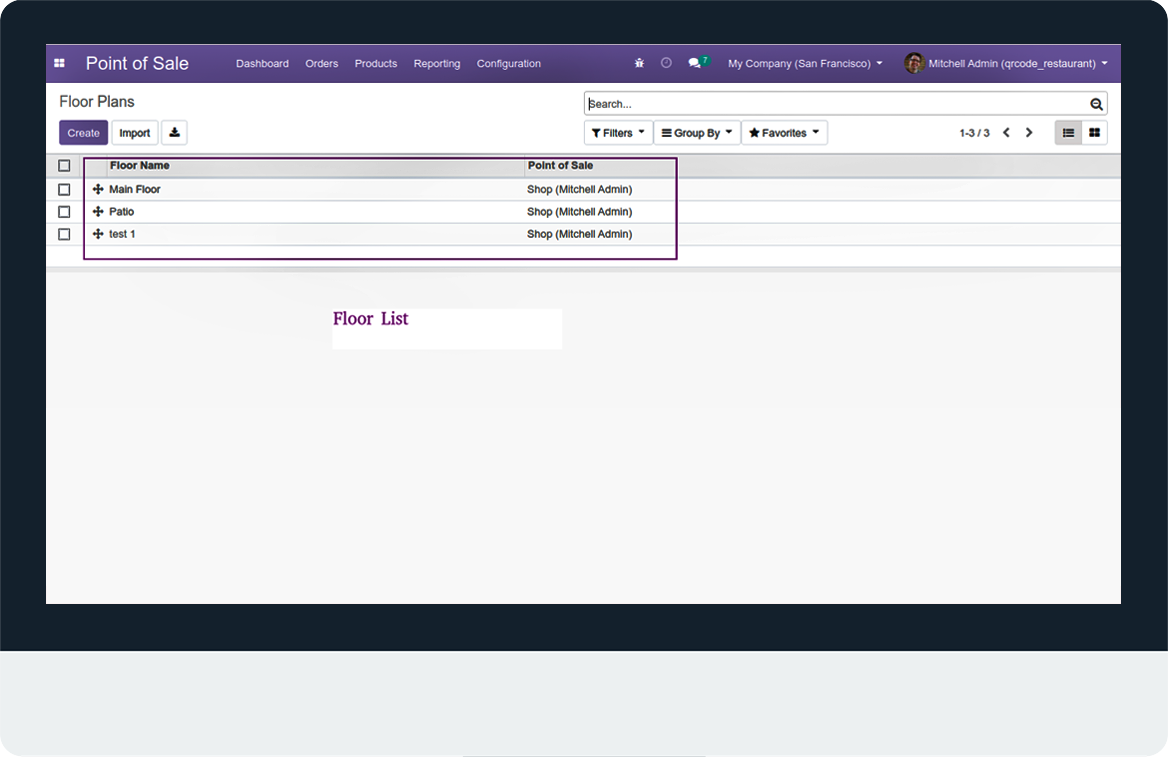 Point of Sale Dashboard Orders Products Reporting Configuration 7 My Company (San Francisco) Mitchell Admin (qrcode_restaurant)
Floor Plans Search...
Create Import Filters Group By Favorites 1-3 / 3
Floor Name Point of Sale
Main Floor Shop (Mitchell Admin)
Patio Shop (Mitchell Admin)
test 1 Shop (Mitchell Admin)
Floor List